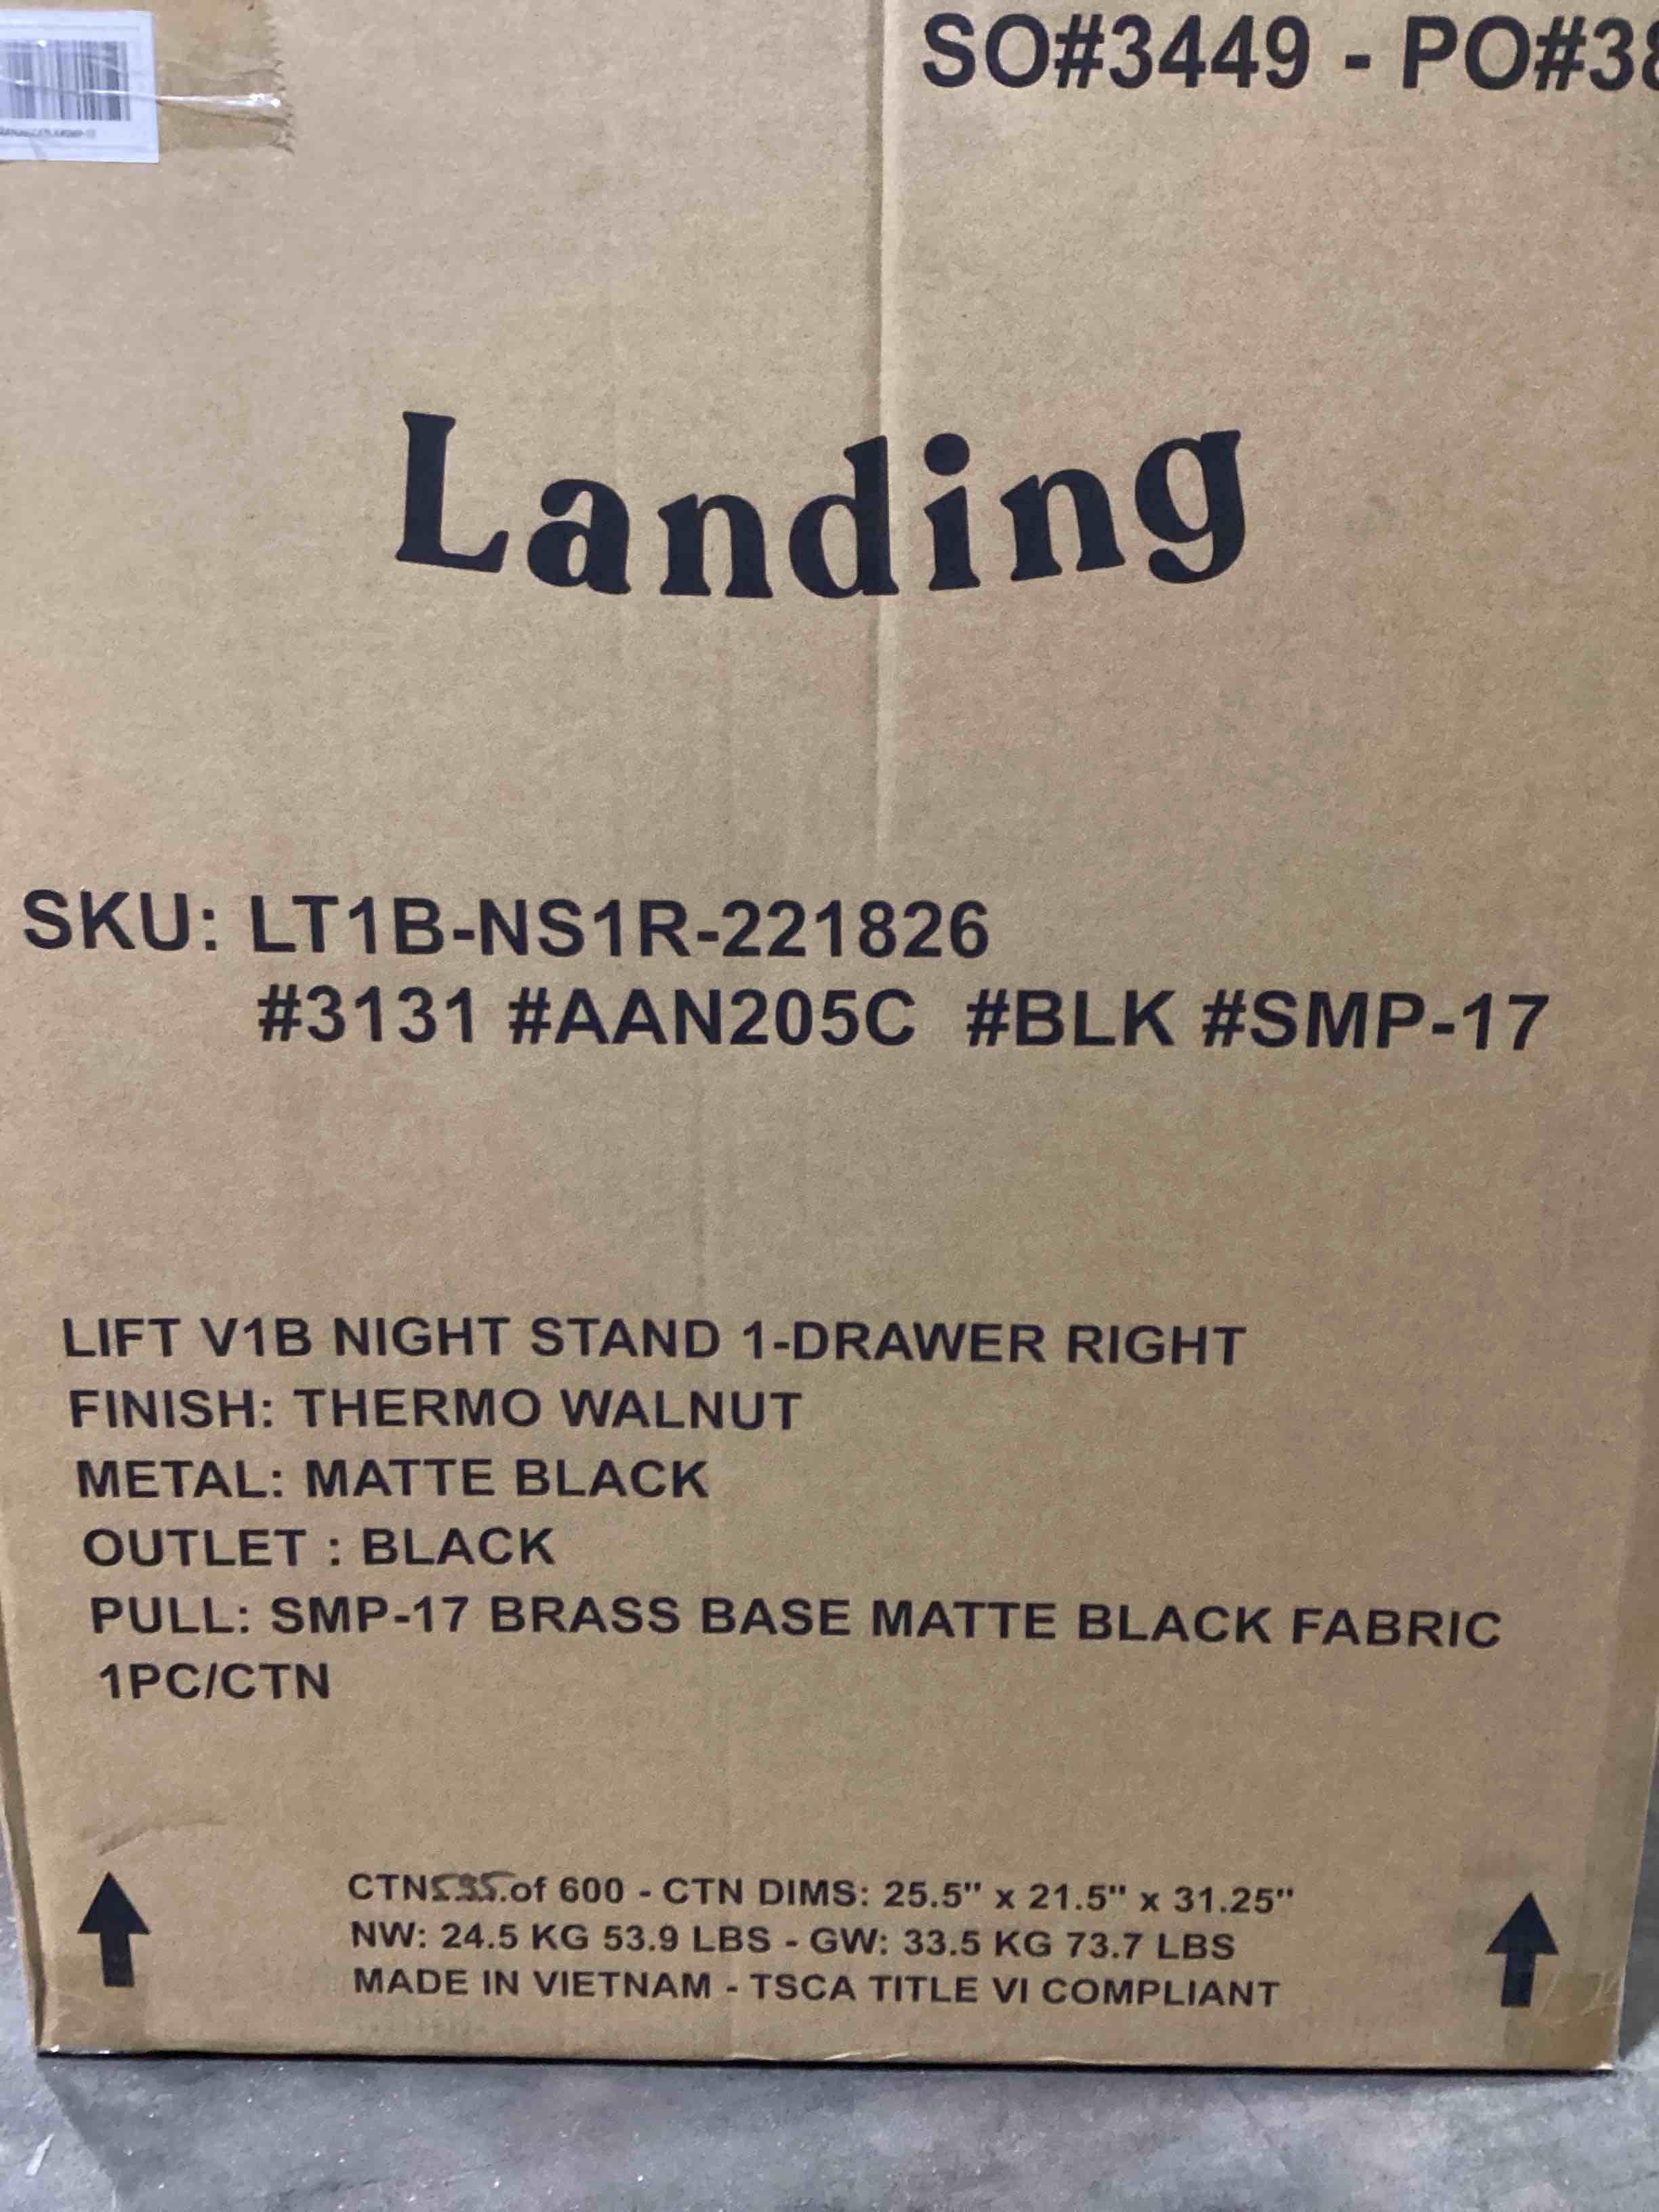 SO#3449 - PO#38
Landing
SKU: LT1B-NS1R-221826
#3131 #AAN205C #BLK #SMP-17
LIFT V1B NIGHT STAND 1-DRAWER RIGHT
FINISH: THERMO WALNUT
METAL: MATTE BLACK
OUTLET : BLACK
PULL: SMP-17 BRASS BASE MATTE BLACK FABRIC
1PC/CTN
CTN 595 of 600 - CTN DIMS: 25.5" x 21.5" x 31.25"
NW: 24.5 KG 53.9 LBS - GW: 33.5 KG 73.7 LBS
MADE IN VIETNAM - TSCA TITLE VI COMPLIANT